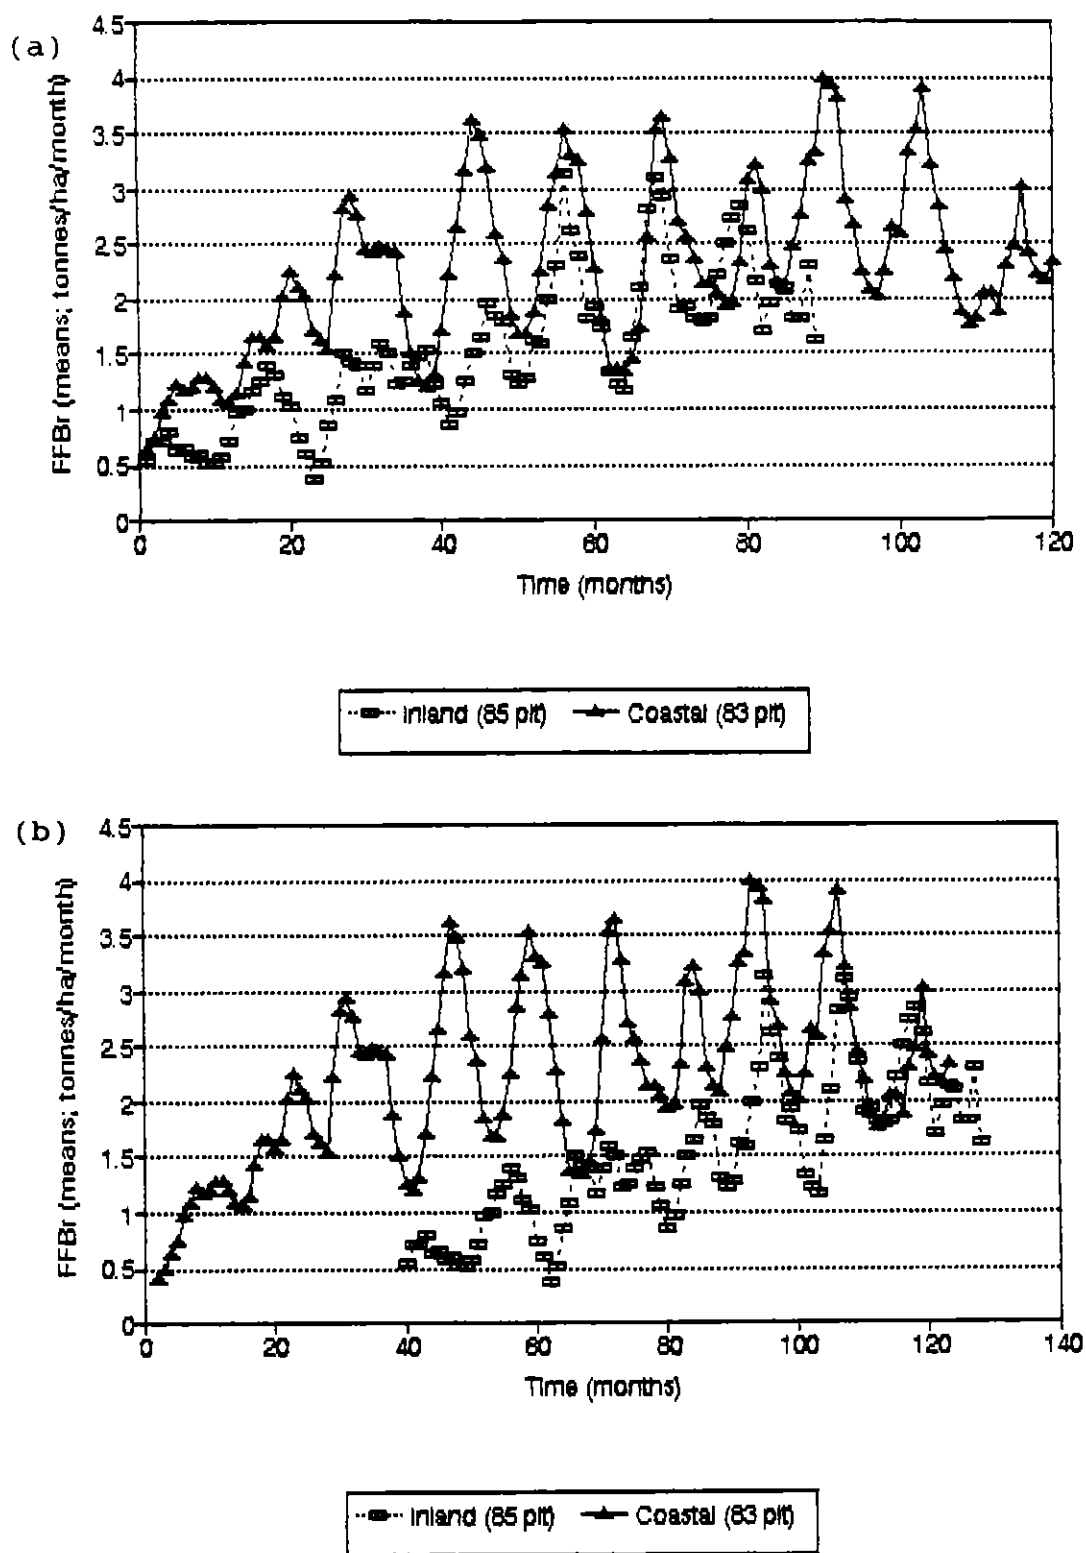 (a)
FFBr (means; tonnes/ha/month)
4.5
4
3.5
3
2.5
2
1.5
1
0.5
0
0 20 40 60 80 100 120
Time (months)
Inland (85 plt) Coastal (83 plt)
(b)
FFBr (means; tonnes/ha/month)
4.5
4
3.5
3
2.5
2
1.5
1
0.5
0
0 20 40 60 80 100 120 140
Time (months)
Inland (85 plt) Coastal (83 plt)